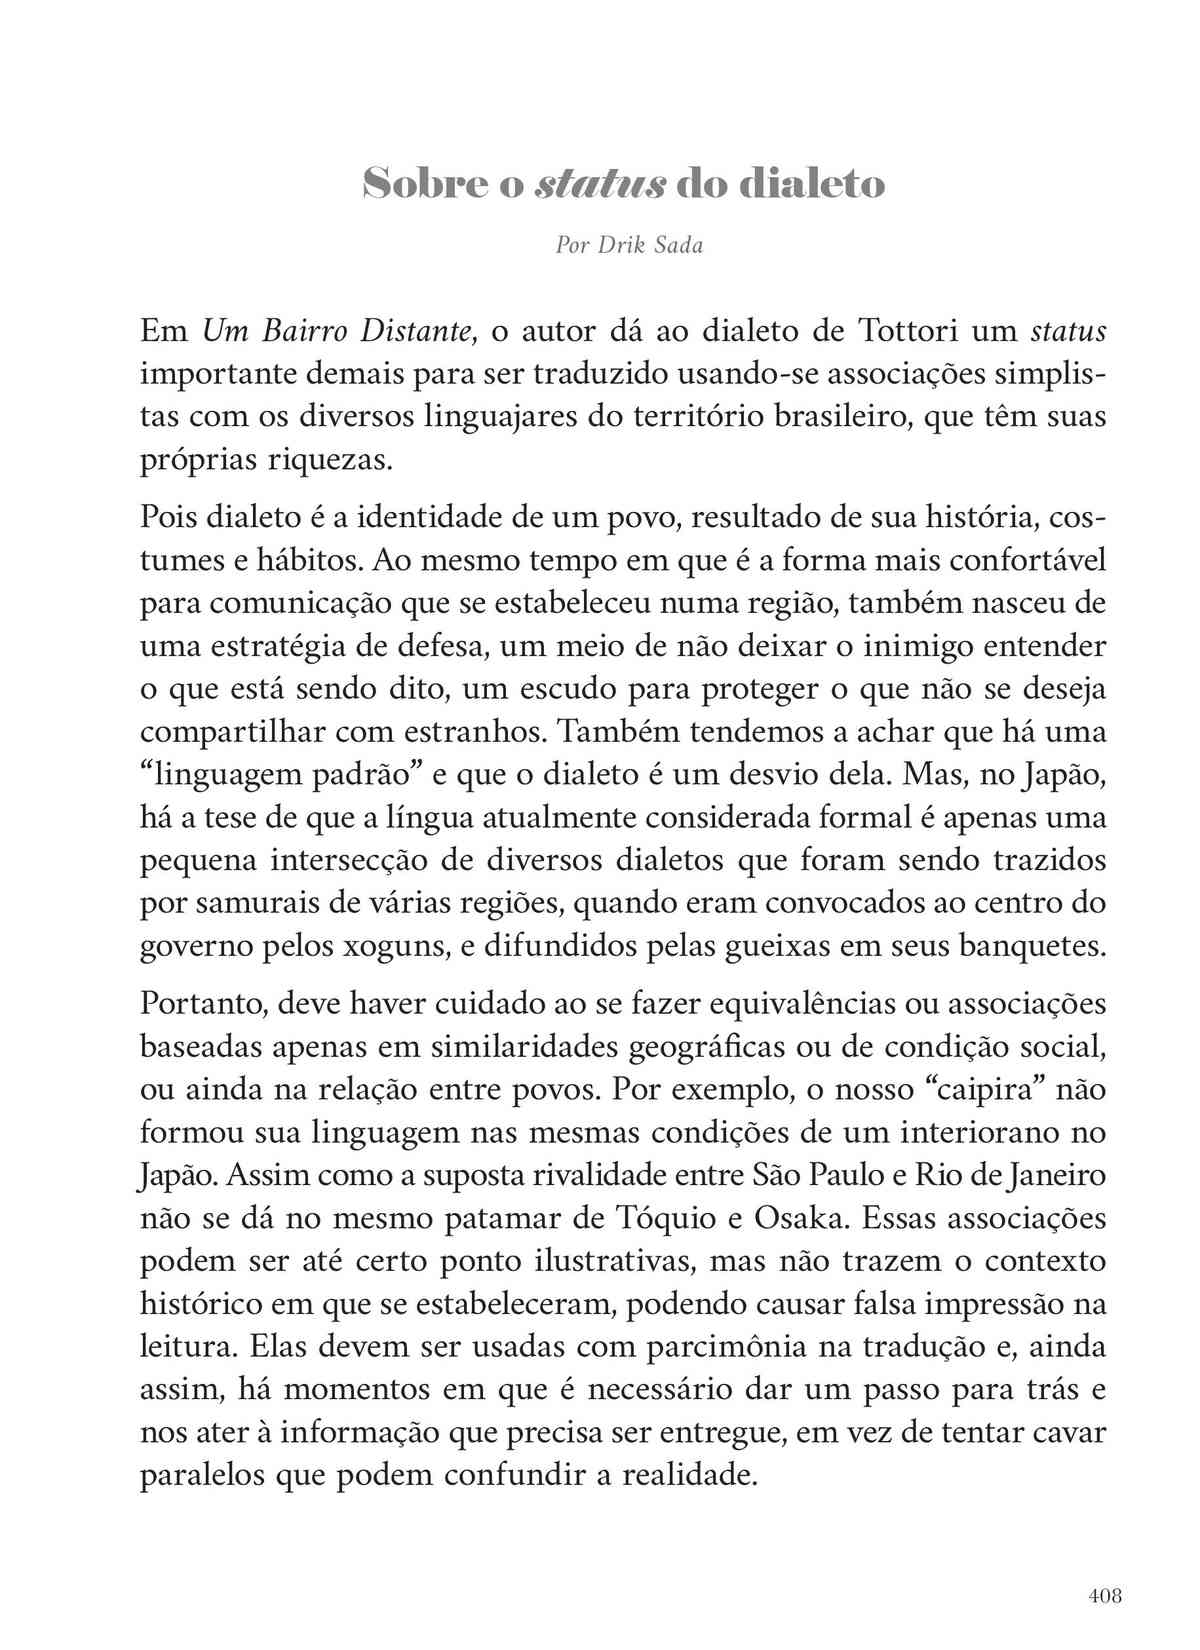 Sobre o status do dialeto
Por Drik Sada
Em Um Bairro Distante, o autor dá ao dialeto de Tottori um status
importante demais para ser traduzido usando-se associações simplis-
tas com os diversos linguajares do território brasileiro, que têm suas
próprias riquezas.
Pois dialeto é a identidade de um povo, resultado de sua história, cos-
tumes e hábitos. Ao mesmo tempo em que é a forma mais confortável
para comunicação que se estabeleceu numa região, também nasceu de
uma estratégia de defesa, um meio de não deixar o inimigo entender
o que está sendo dito, um escudo para proteger o que não se deseja
compartilhar com estranhos. Também tendemos a achar que há uma
“linguagem padrão” e que o dialeto é um desvio dela. Mas, no Japão,
há a tese de que a língua atualmente considerada formal é apenas uma
pequena intersecção de diversos dialetos que foram sendo trazidos
por samurais de várias regiões, quando eram convocados ao centro do
governo pelos xoguns, e difundidos pelas gueixas em seus banquetes.
Portanto, deve haver cuidado ao se fazer equivalências ou associações
baseadas apenas em similaridades geográficas ou de condição social,
ou ainda na relação entre povos. Por exemplo, o nosso “caipira” não
formou sua linguagem nas mesmas condições de um interiorano no
Japão. Assim como a suposta rivalidade entre São Paulo e Rio de Janeiro
não se dá no mesmo patamar de Tóquio e Osaka. Essas associações
podem ser até certo ponto ilustrativas, mas não trazem o contexto
histórico em que se estabeleceram, podendo causar falsa impressão na
leitura. Elas devem ser usadas com parcimônia na tradução e, ainda
assim, há momentos em que é necessário dar um passo para trás e
nos ater à informação que precisa ser entregue, em vez de tentar cavar
paralelos que podem confundir a realidade.
408